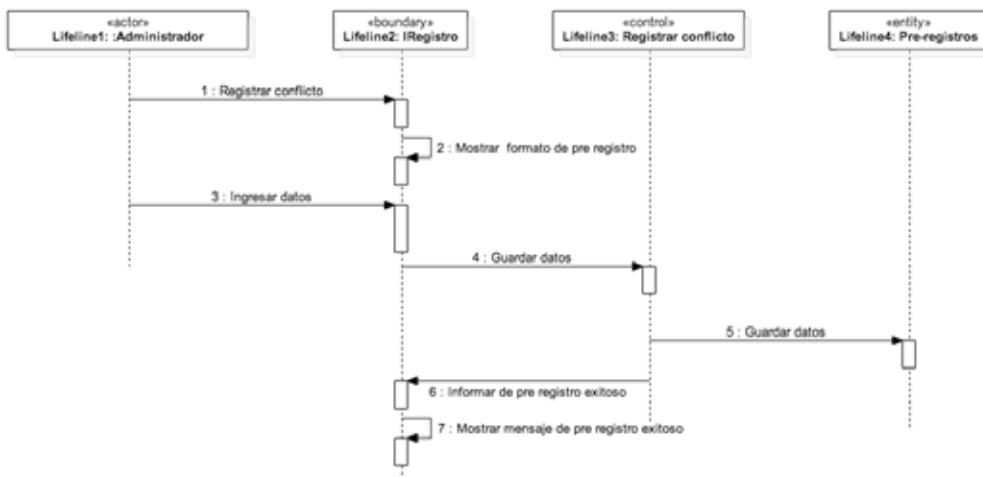 «actor»
Lifeline1: :Administrador
«boundary»
Lifeline2: IRegistro
«control»
Lifeline3: Registrar conflicto
«entity»
Lifeline4: Pre-registros
1 : Registrar conflicto
2 : Mostrar formato de pre registro
3 : Ingresar datos
4 : Guardar datos
5 : Guardar datos
6 : Informar de pre registro exitoso
7 : Mostrar mensaje de pre registro exitoso